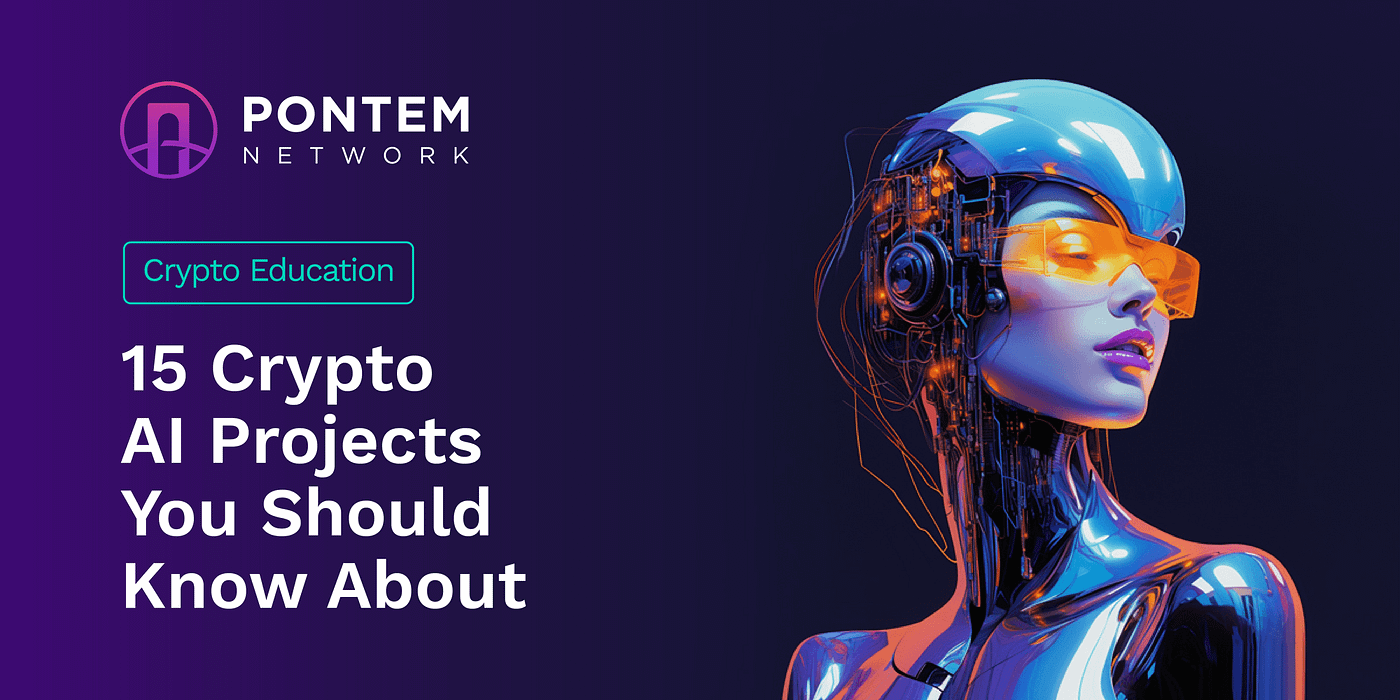 PONTEM
NETWORK
Crypto Education
15 Crypto
AI Projects
You Should
Know About